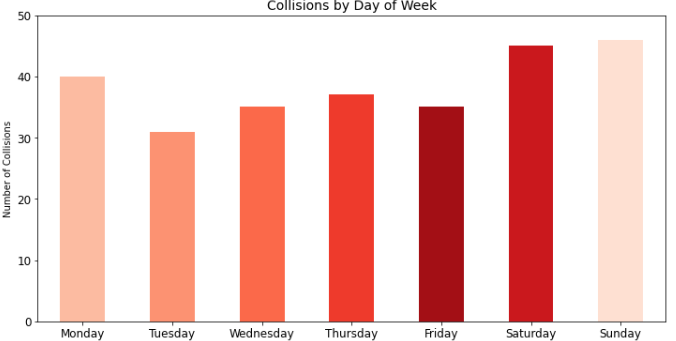 Collisions by Day of Week
Number of Collisions
50
40
30
20
10
0
Monday Tuesday Wednesday Thursday Friday Saturday Sunday